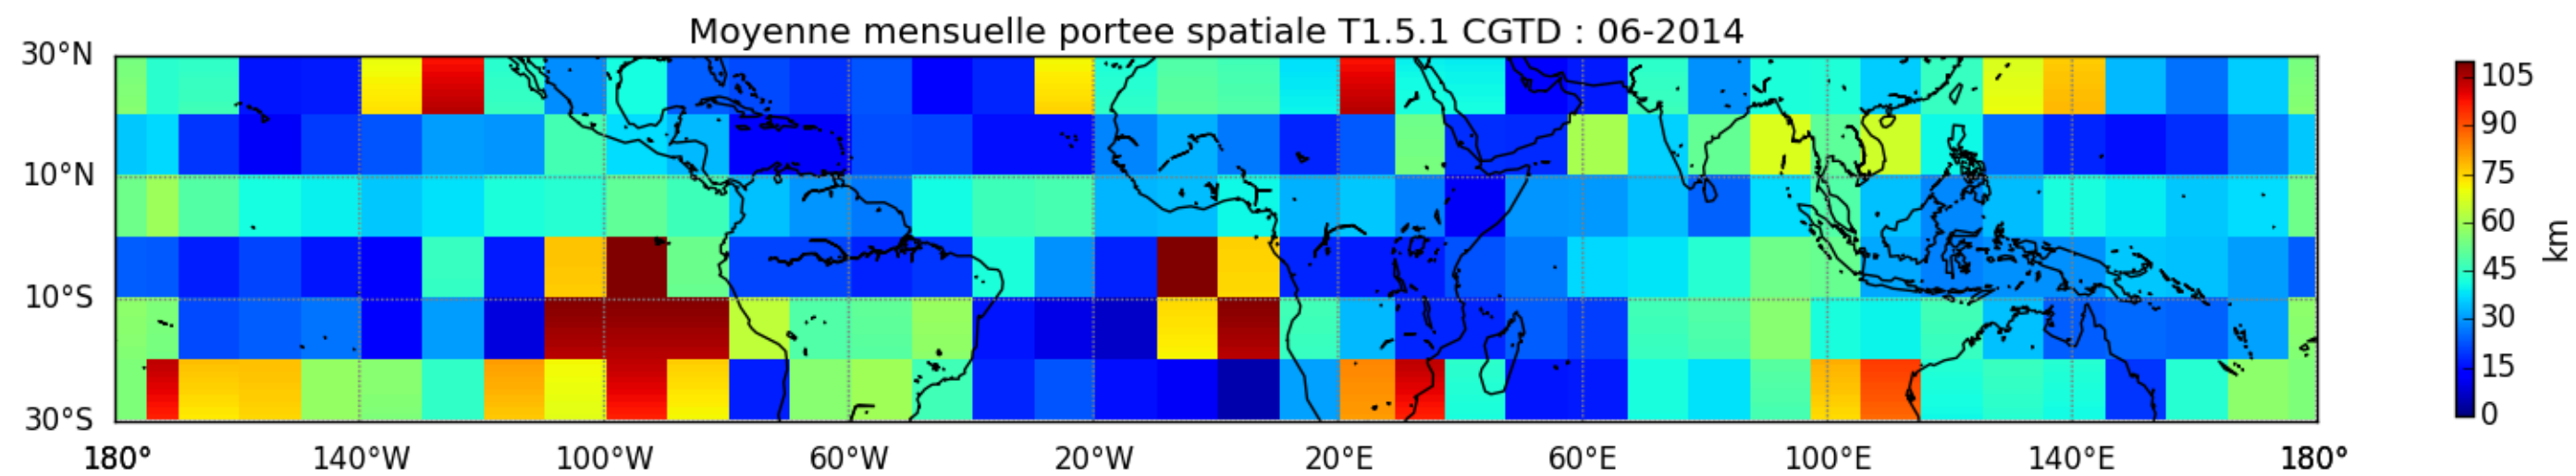 Moyenne mensuelle portee spatiale T1.5.1 CGTD : 06-2014
30°N
10°N
10°S
30°S
180° 140°W 100°W 60°W 20°W 20°E 60°E 100°E 140°E 180°
105
90
75
60
45
30
15
0
km